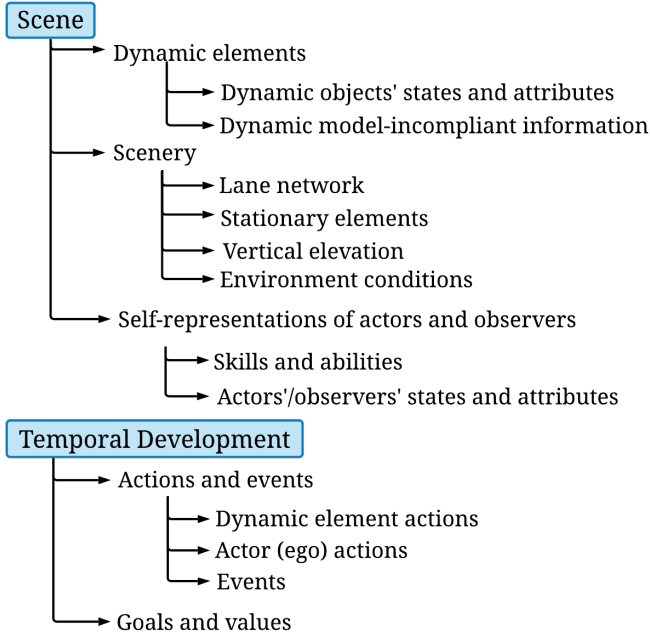 Scene
Dynamic elements
Dynamic objects' states and attributes
Dynamic model-incompliant information
Scenery
Lane network
Stationary elements
Vertical elevation
Environment conditions
Self-representations of actors and observers
Skills and abilities
Actors'/observers' states and attributes
Temporal Development
Actions and events
Dynamic element actions
Actor (ego) actions
Events
Goals and values